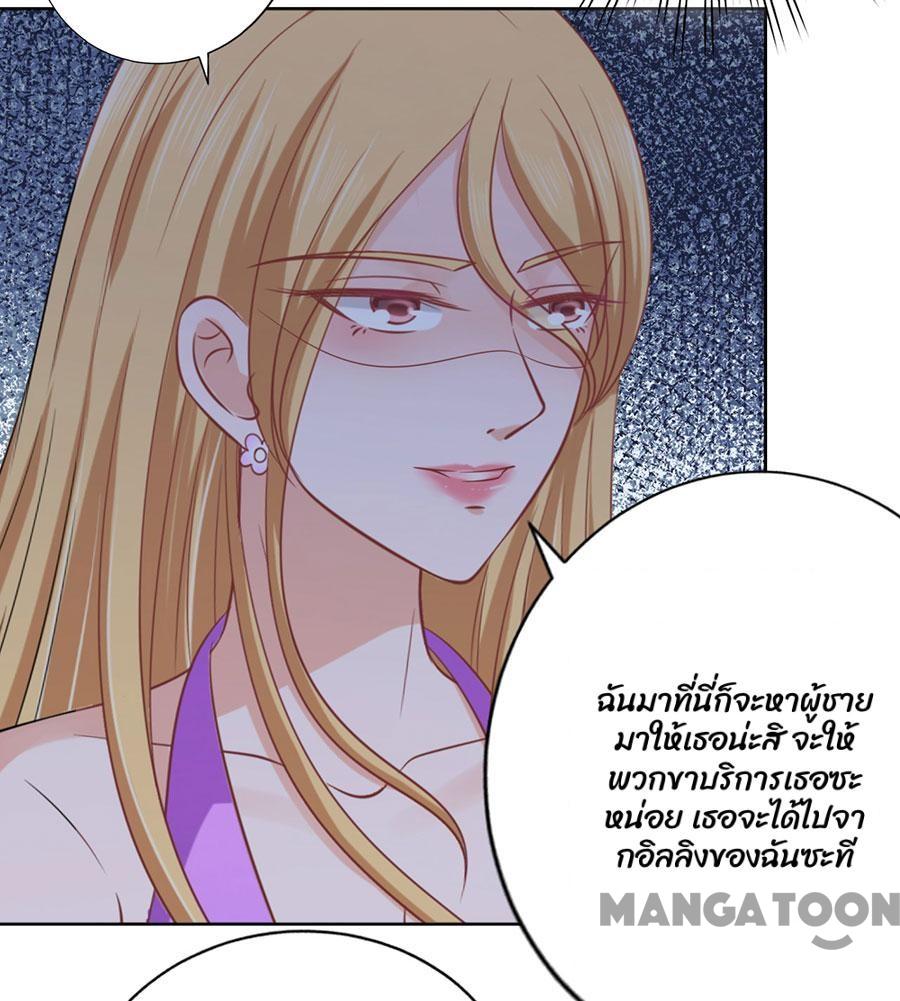 ฉันมาที่นี่ก็จะหาผู้ชาย
มาให้เธอน่ะสิ จะให้
พวกขาบริการเธอซะ
หน่อย เธอจะได้ไปจา
กอิลลิงของฉันซะที
MANGATOON